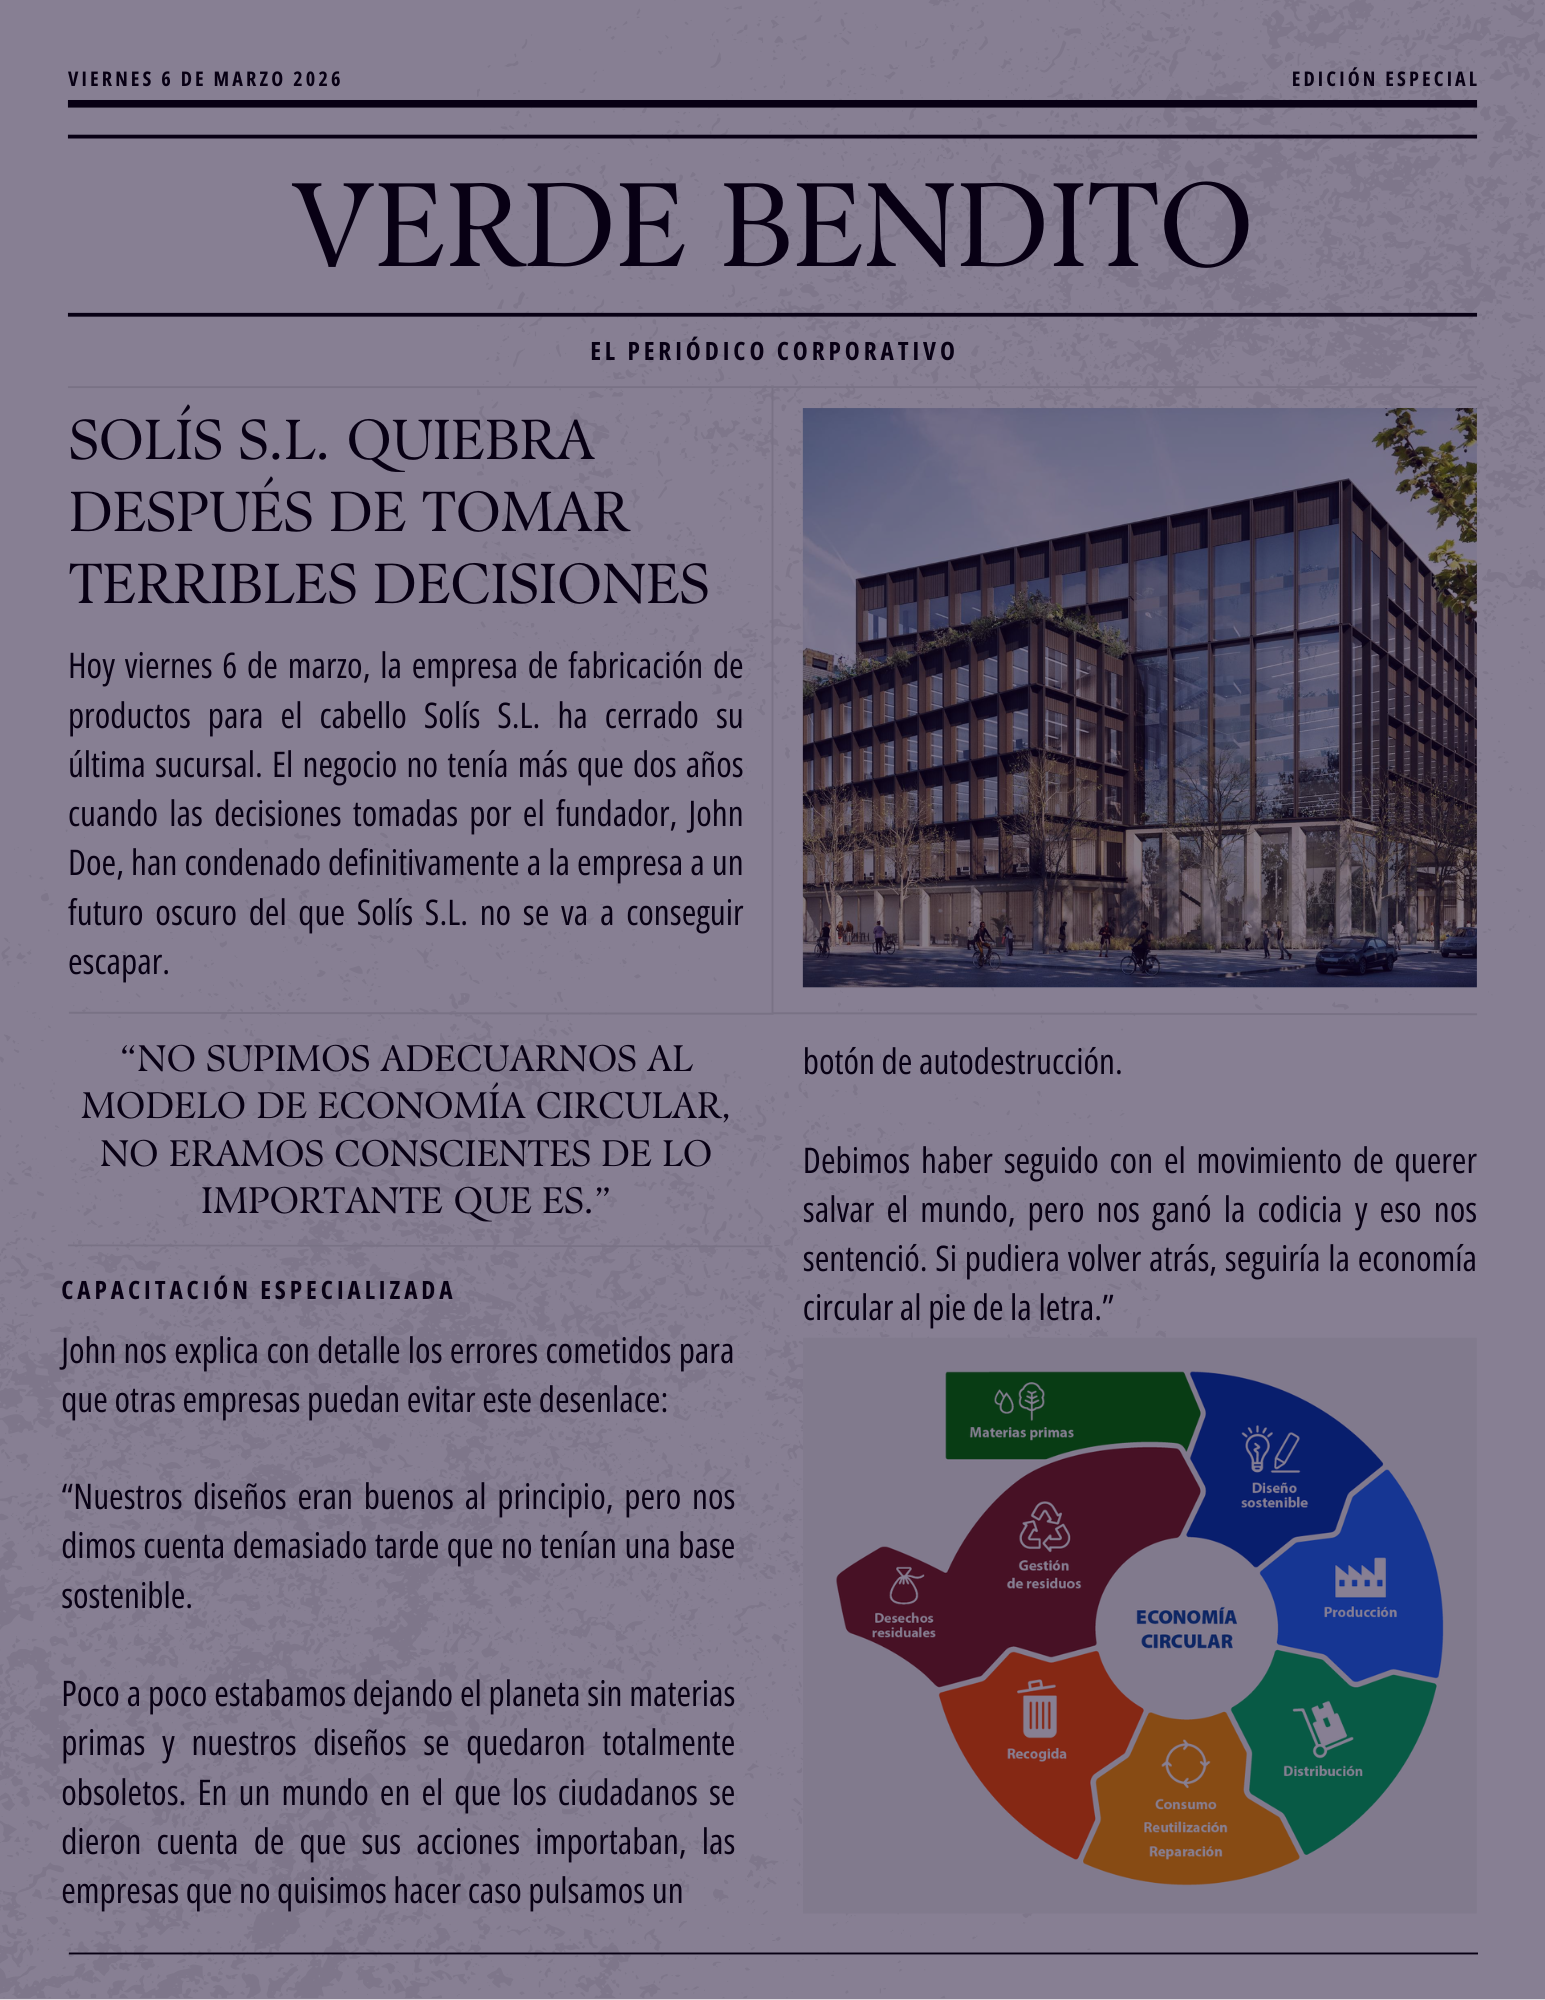 VIERNES 6 DE MARZO 2026
EDICIÓN ESPECIAL
VERDE BENDITO
EL PERIÓDICO CORPORATIVO
SOLÍS S.L. QUIEBRA
DESPUÉS DE TOMAR
TERRIBLES DECISIONES
Hoy viernes 6 de marzo, la empresa de fabricación de
productos para el cabello Solís S.L. ha cerrado su
última sucursal. El negocio no tenía más que dos años
cuando las decisiones tomadas por el fundador, John
Doe, han condenado definitivamente a la empresa a un
futuro oscuro del que Solís S.L. no se va a conseguir
escapar.
“NO SUPIMOS ADECUARNOS AL
MODELO DE ECONOMÍA CIRCULAR,
NO ERAMOS CONSCIENTES DE LO
IMPORTANTE QUE ES.”
CAPACITACIÓN ESPECIALIZADA
John nos explica con detalle los errores cometidos para
que otras empresas puedan evitar este desenlace:
“Nuestros diseños eran buenos al principio, pero nos
dimos cuenta demasiado tarde que no tenían una base
sostenible.
Poco a poco estabamos dejando el planeta sin materias
primas y nuestros diseños se quedaron totalmente
obsoletos. En un mundo en el que los ciudadanos se
dieron cuenta de que sus acciones importaban, las
empresas que no quisimos hacer caso pulsamos un
botón de autodestrucción.
Debimos haber seguido con el movimiento de querer
salvar el mundo, pero nos ganó la codicia y eso nos
sentenció. Si pudiera volver atrás, seguiría la economía
circular al pie de la letra.”
Materias primas
Diseño
sostenible
Producción
Distribución
Consumo
Reutilización
Reparación
Recogida
Gestión
de residuos
Desechos
residuales
ECONOMÍA
CIRCULAR